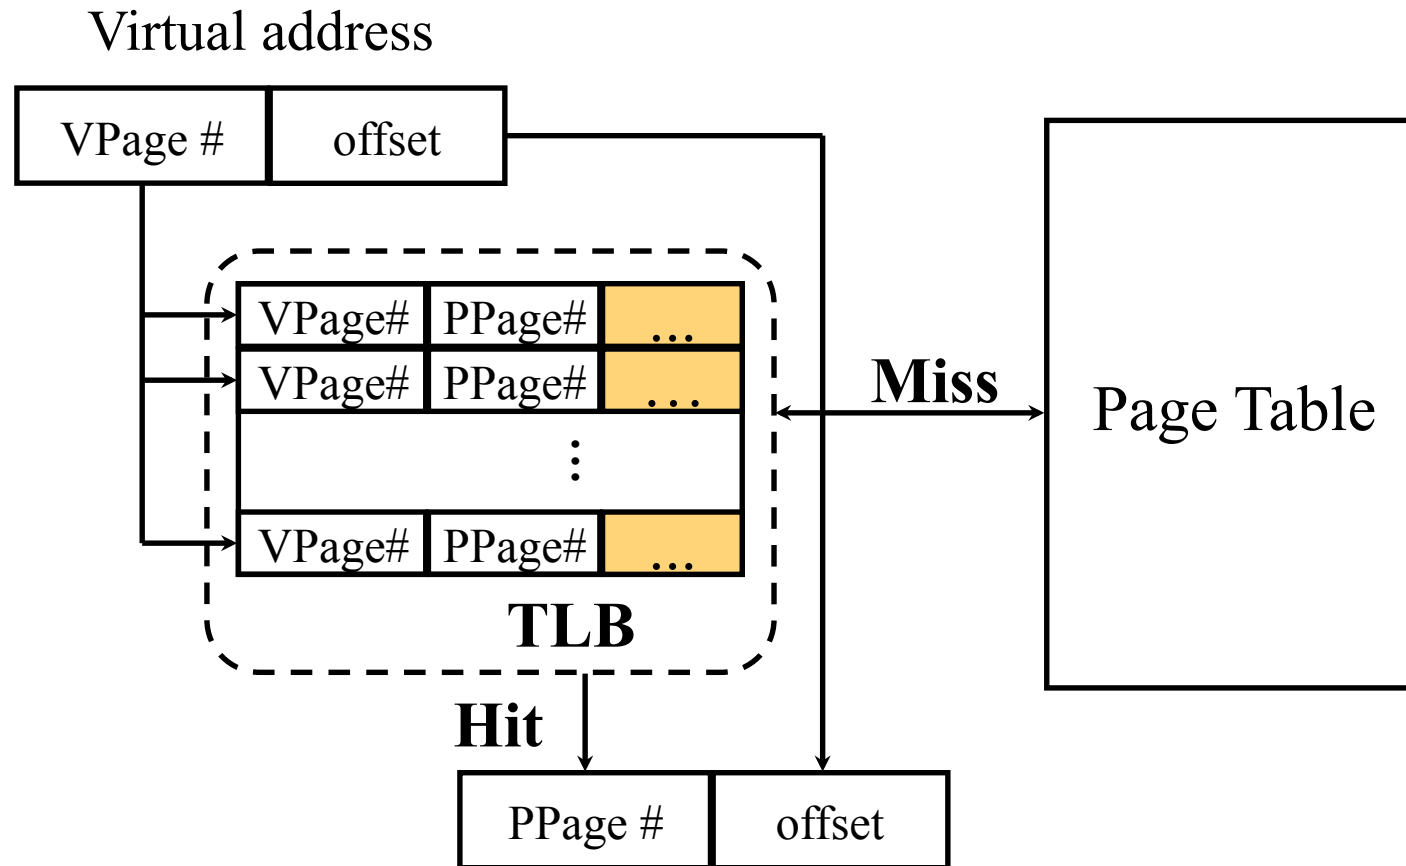 Virtual address
VPage # offset
VPage# PPage# ...
VPage# PPage# ...
Miss
Page Table
⋮
VPage# PPage# ...
TLB
Hit
PPage # offset